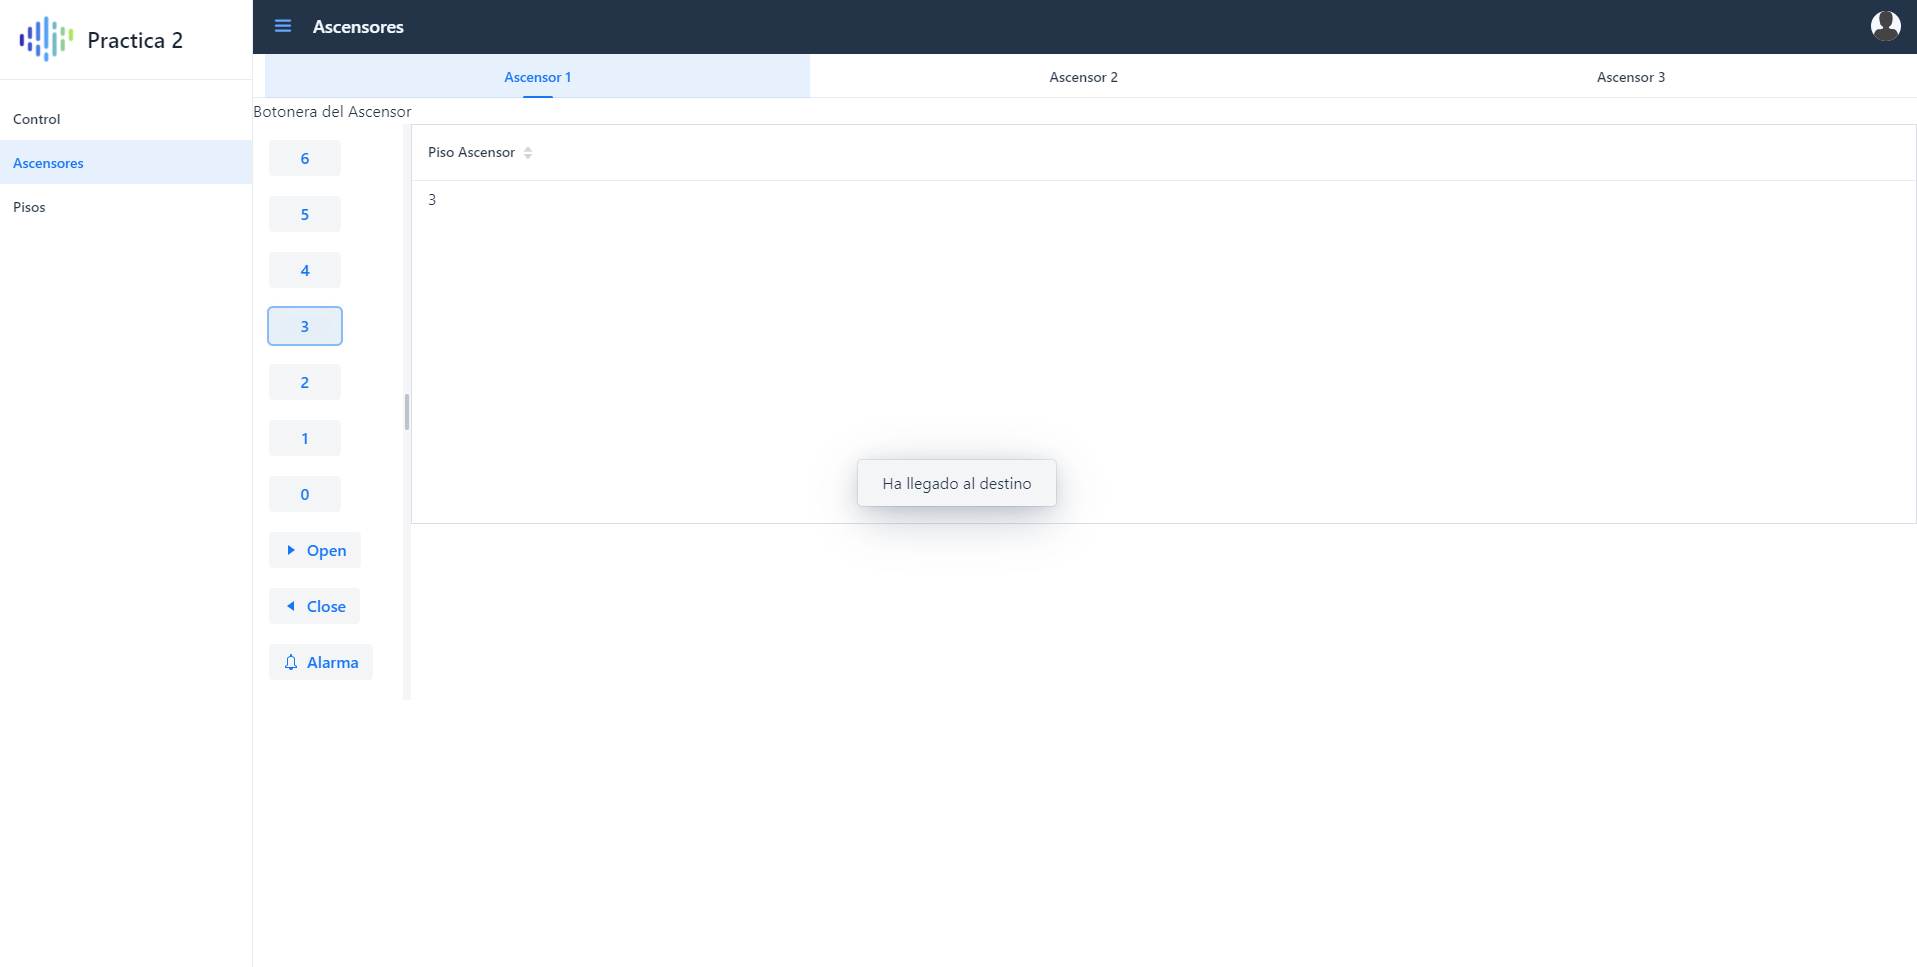 Practica 2
Ascensores
Control
Ascensores
Pisos
Ascensor 1
Ascensor 2
Ascensor 3
Botonera del Ascensor
6
5
4
3
2
1
0
Open
Close
Alarma
Piso Ascensor
3
Ha llegado al destino